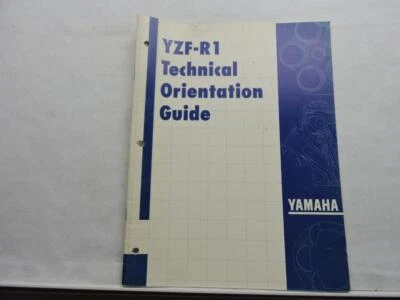 YZF-R1
Technical
Orientation
Guide
YAMAHA